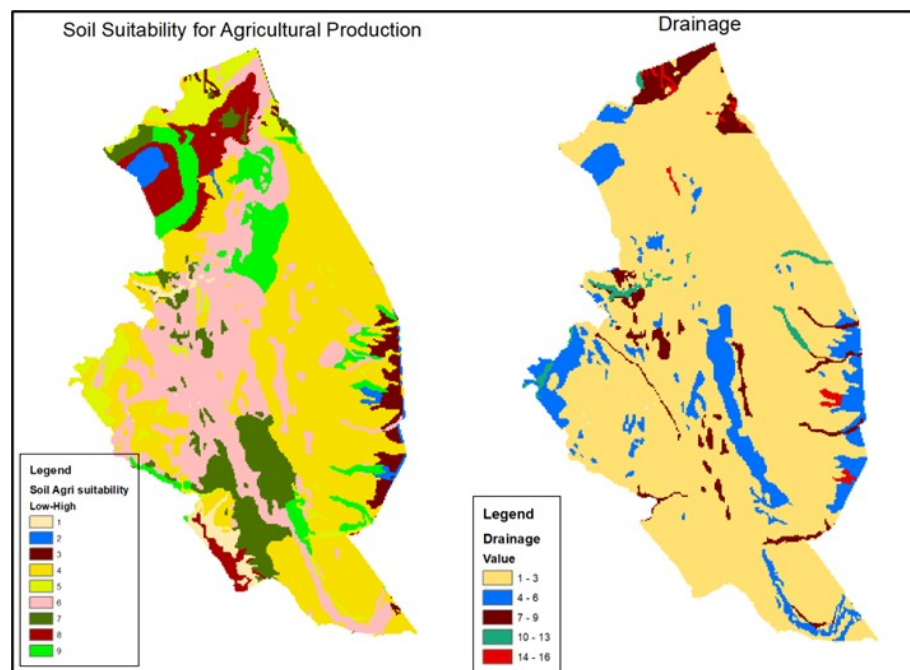 Soil Suitability for Agricultural Production
Drainage
Legend
Soil Agri suitability
Low-High
1
2
3
4
5
6
7
8
9
Legend
Drainage
Value
1 - 3
4 - 6
7 - 9
10 - 13
14 - 16